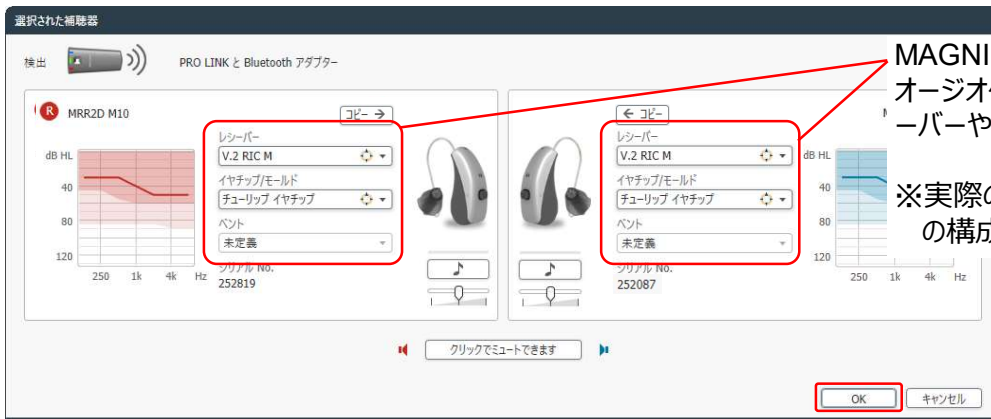 選択された補聴器
検出
PRO LINK と Bluetooth アダプター
R MRR2D M10
コピー →
レシーバー
V.2 RIC M
イヤチップ/モールド
チューリップ イヤチップ
ベント
未定義
シリアル No.
252819
dB HL
40
80
120
250 1k 4k Hz
← コピー
レシーバー
V.2 RIC M
イヤチップ/モールド
チューリップ イヤチップ
ベント
未定義
シリアル No.
252087
dB HL
40
80
120
250 1k 4k Hz
MAGNI
オージオ
ーバーや
※実際の
の構成
クリックでミュートできます
OK
キャンセル